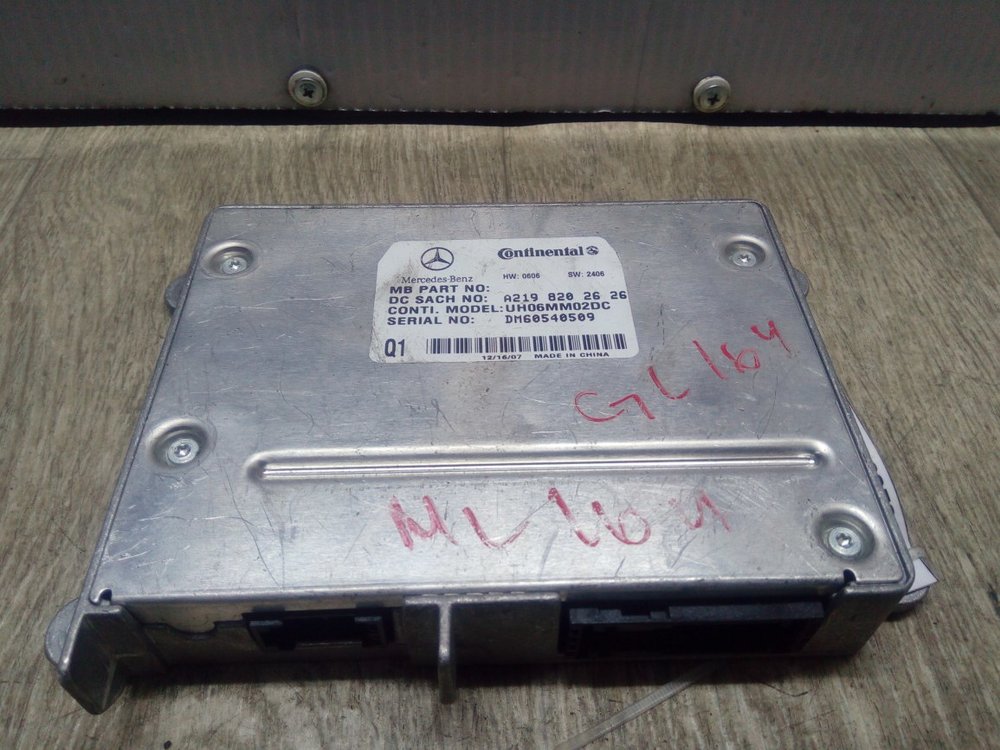 Continental
Mercedes-Benz
HW: 0606 SW: 2406
MB PART NO:
DC SACH NO: A219 820 26 26
CONTI. MODEL: UH06MM02DC
SERIAL NO: DM60540509
Q1
12/16/07 MADE IN CHINA
GL 164
ML 164